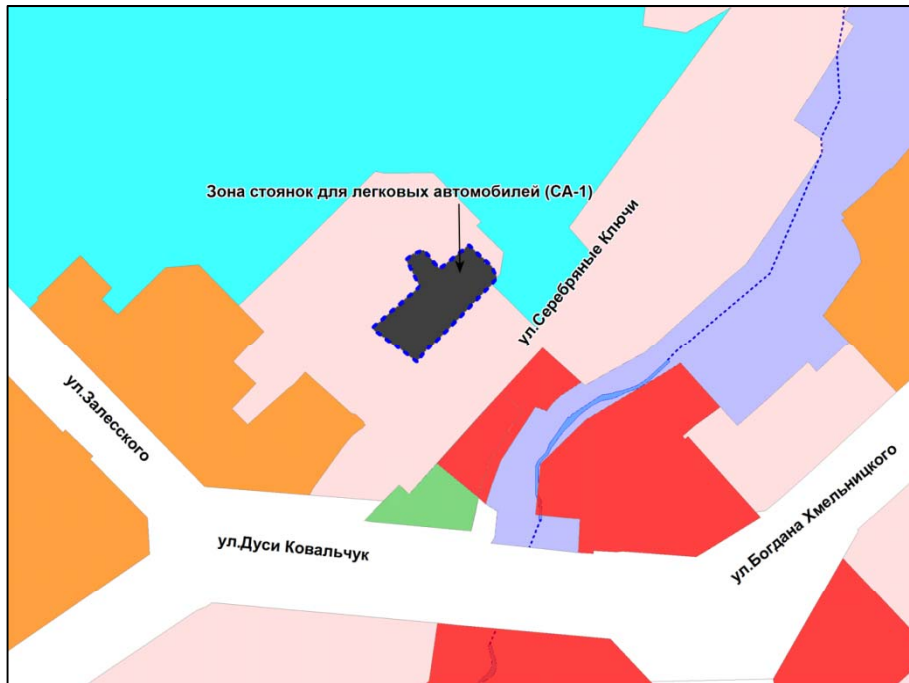 Зона стоянок для легковых автомобилей (СА-1)
ул.Серебряные Ключи
ул.Залесского
ул.Дуси Ковальчук
ул.Богдана Хмельницкого